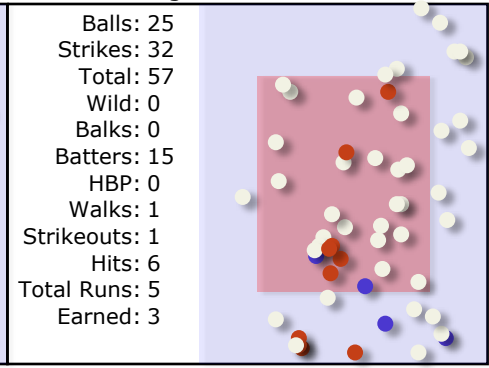 Balls: 25
Strikes: 32
Total: 57
Wild: 0
Balks: 0
Batters: 15
HBP: 0
Walks: 1
Strikeouts: 1
Hits: 6
Total Runs: 5
Earned: 3